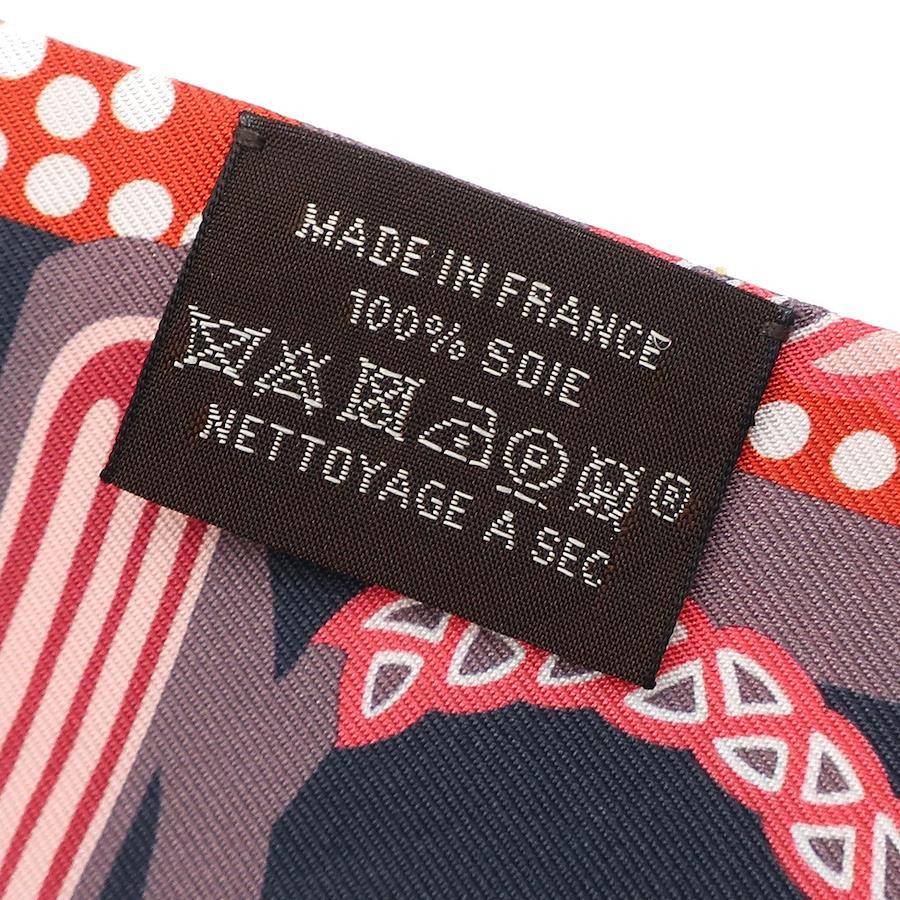 MADE IN FRANCE
100% SOIE
P ®
NETTOYAGE A SEC